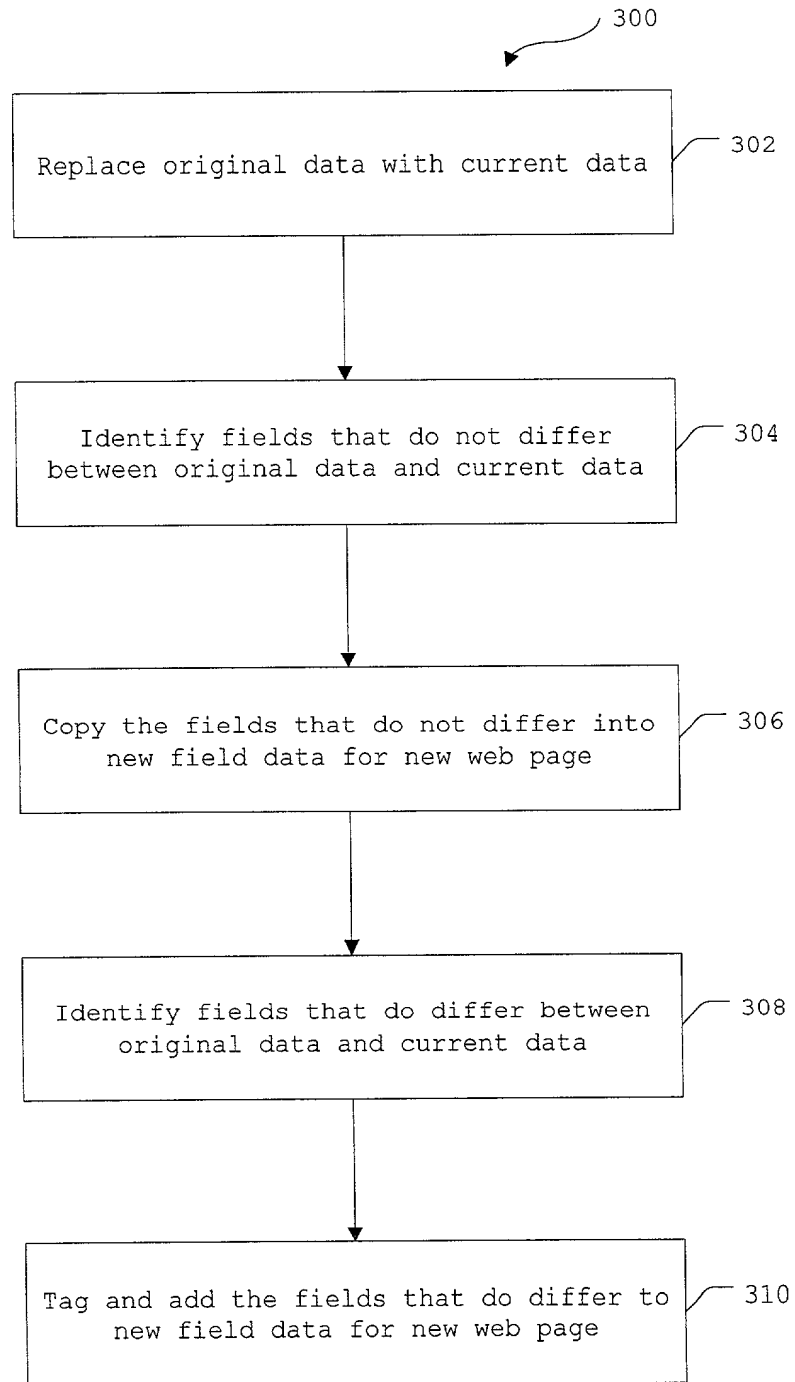 300
Replace original data with current data
302
Identify fields that do not differ
between original data and current data
304
Copy the fields that do not differ into
new field data for new web page
306
Identify fields that do differ between
original data and current data
308
Tag and add the fields that do differ to
new field data for new web page
310